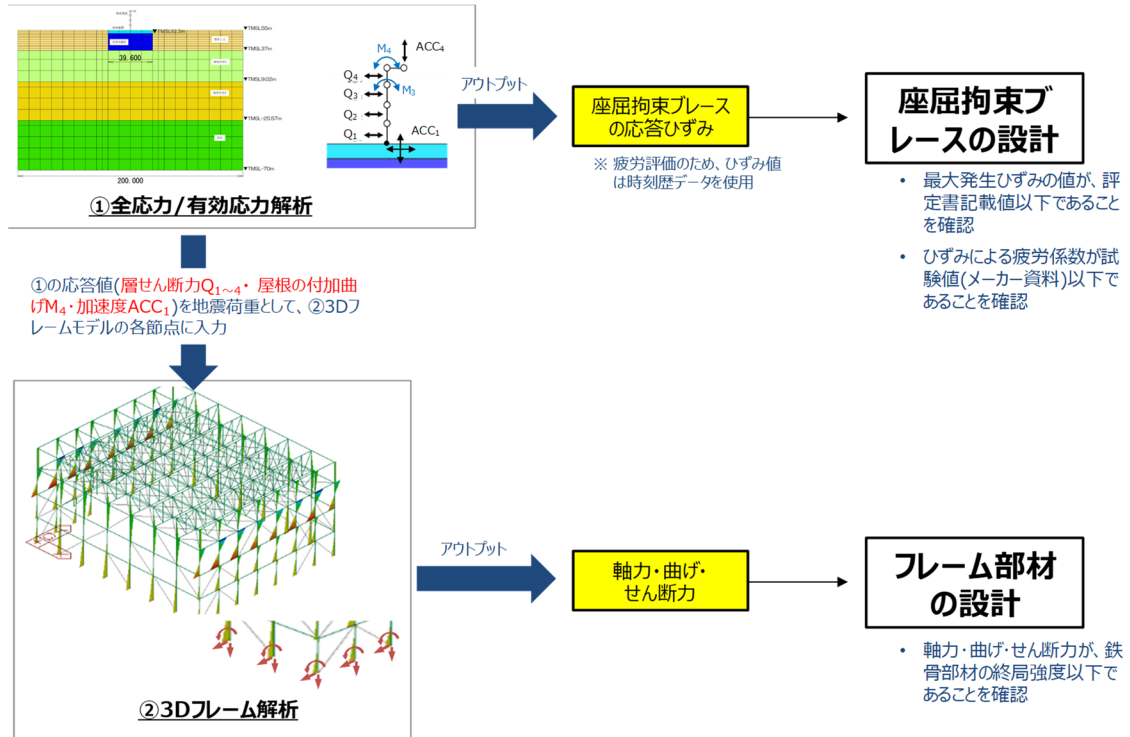 ▼TMSL55m
▼TMSL52.3m
▼TMSL37m
39.600
▼TMSL9.02m
▼TMSL-25.57m
▼TMSL-70m
200.000
M₄
ACC₄
Q₄
M₃
Q₃
Q₂
Q₁
ACC₁
①全応力/有効応力解析
アウトプット
座屈拘束ブレース
の応答ひずみ
※ 疲労評価のため、ひずみ値
は時刻歴データを使用
座屈拘束ブ
レースの設計
• 最大発生ひずみの値が、評
定書記載値以下であること
を確認
• ひずみによる疲労係数が試
験値(メーカー資料)以下で
あることを確認
①の応答値(層せん断力Q₁~₄・ 屋根の付加曲
げM₄・加速度ACC₁)を地震荷重として、②3Dフ
レームモデルの各節点に入力
②3Dフレーム解析
アウトプット
軸力・曲げ・
せん断力
フレーム部材
の設計
• 軸力・曲げ・せん断力が、鉄
骨部材の終局強度以下で
あることを確認